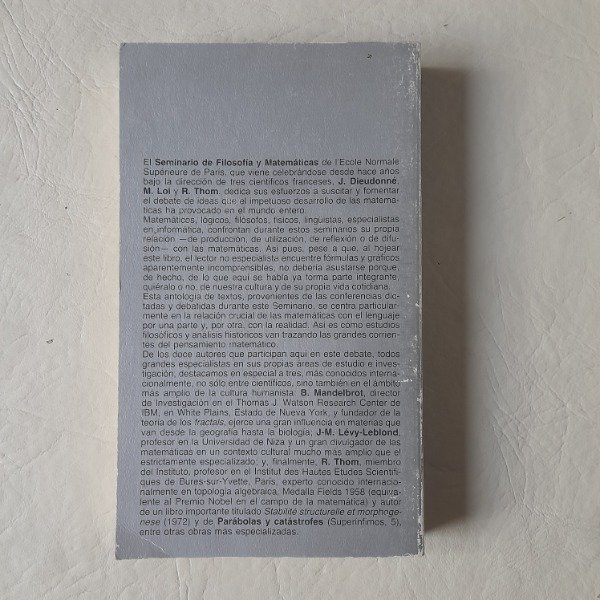 El Seminario de Filosofía y Matemáticas de l'Ecole Normale
Supérieure de París, que viene celebrándose desde hace años
bajo la dirección de tres científicos franceses, J. Dieudonné,
M. Loi y R. Thom, dedica sus esfuerzos a suscitar y fomentar
el debate de ideas que el impetuoso desarrollo de las matemá-
ticas ha provocado en el mundo entero.
Matemáticos, lógicos, filósofos, físicos, lingüistas, especialistas
en informática, confrontan durante estos seminarios su propia
relación —de producción, de utilización, de reflexión o de difu-
sión— con las matemáticas. Así pues, pese a que, al hojear
este libro, el lector no especialista encuentre fórmulas y gráficos
aparentemente incomprensibles, no debería asustarse porque,
de hecho, de lo que aquí se habla ya forma parte integrante,
quiéralo o no, de nuestra cultura y de su propia vida cotidiana.
Esta antología de textos, provenientes de las conferencias dic-
tadas y debatidas durante este Seminario, se centra particular-
mente en la relación crucial de las matemáticas con el lenguaje
por una parte y, por otra, con la realidad. Así es como estudios
filosóficos y análisis históricos van trazando las grandes corrien-
tes del pensamiento matemático.
De los doce autores que participan aquí en este debate, todos
grandes especialistas en sus propias áreas de estudio e inves-
tigación, destacamos en especial a tres, más conocidos interna-
cionalmente, no sólo entre científicos, sino también en el ámbito
más amplio de la cultura humanista: B. Mandelbrot, director
de Investigación en el Thomas J. Watson Research Center de
IBM, en White Plains, Estado de Nueva York, y fundador de la
teoría de los fractals, ejerce una gran influencia en materias que
van desde la geografía hasta la biología; J-M. Lévy-Leblond,
profesor en la Universidad de Niza y un gran divulgador de las
matemáticas en un contexto cultural mucho más amplio que el
estrictamente especializado; y, finalmente, R. Thom, miembro
del Instituto, profesor en el Institut des Hautes Etudes Scientifi-
ques de Bures-sur-Yvette, París, experto conocido internacio-
nalmente en topología algebraica, Medalla Fields 1958 (equiva-
lente al Premio Nobel en el campo de la matemática) y autor
de un libro importante titulado Stabilité structurelle et morphogé-
nese (1972) y de Parábolas y catástrofes (Superínfimos, 5),
entre otras obras más especializadas.